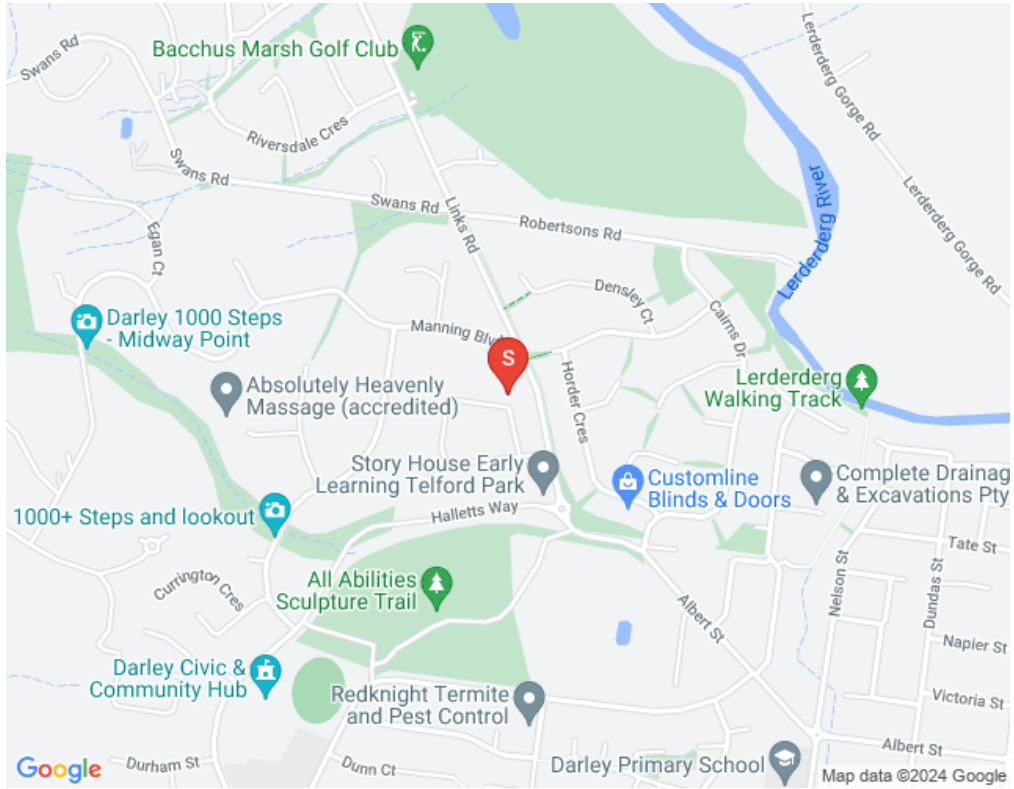 Bacchus Marsh Golf Club
Swans Rd
Riversdale Cres
Swans Rd
Swans Rd
Links Rd
Robertsons Rd
Lerderderg Gorge Rd
Lerderderg Gorge Rd
Lerderderg River
Egan Ct
Densley Ct
Cairns Dr
Darley 1000 Steps
- Midway Point
Manning Blvd
S
Absolutely Heavenly
Massage (accredited)
Horder Cres
Lerderderg
Walking Track
Story House Early
Learning Telford Park
Customline
Blinds & Doors
Complete Drainag
& Excavations Pty
1000+ Steps and lookout
Halletts Way
Tate St
Currington Cres
All Abilities
Sculpture Trail
Albert St
Nelson St
Dundas St
Napier St
Darley Civic &
Community Hub
Redknight Termite
and Pest Control
Victoria St
Albert St
Google
Durham St
Dunn Ct
Darley Primary School
Map data ©2024 Google